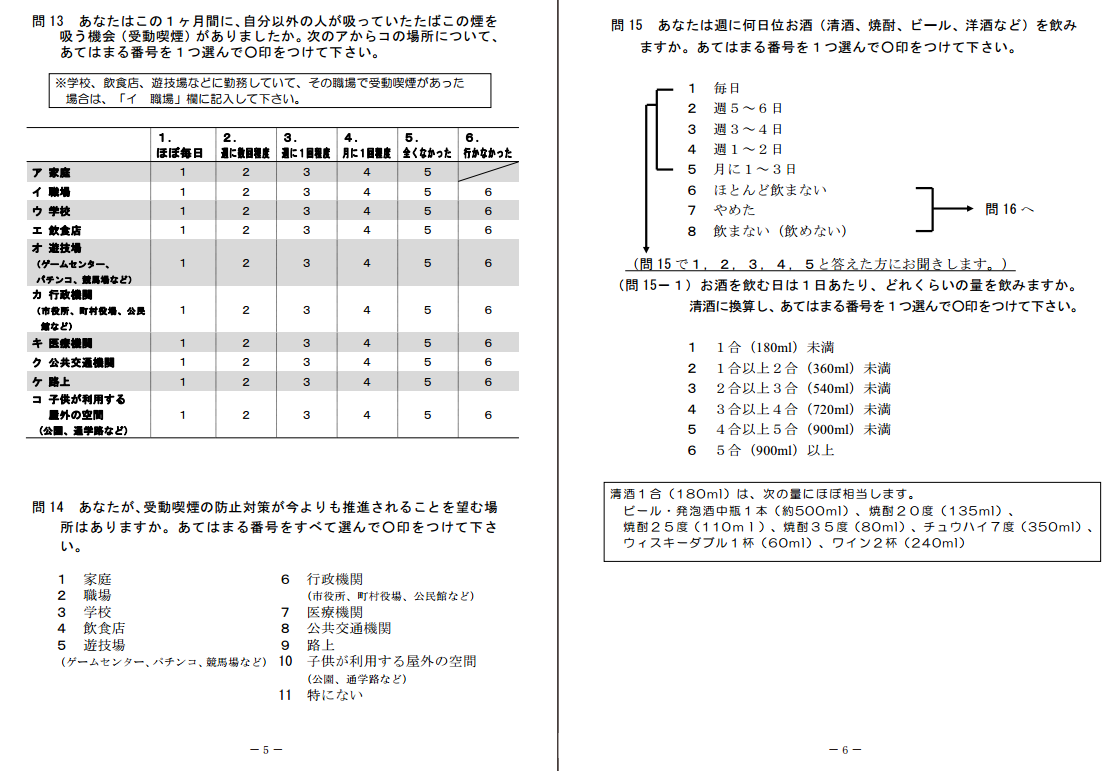 問13 あなたはこの１ヶ月間に、自分以外の人が吸っていたたばこの煙を
吸う機会（受動喫煙）がありましたか。次のアからコの場所について、
あてはまる番号を１つ選んで〇印をつけて下さい。
※学校、飲食店、遊技場などに勤務していて、その職場で受動喫煙があった
場合は、「イ 職場」欄に記入して下さい。
1. 2. 3. 4. 5. 6.
ほぼ毎日 週に数回程度 週に１回程度 月に１回程度 全くなかった 行かなかった
ア 家庭 1 2 3 4 5
イ 職場 1 2 3 4 5 6
ウ 学校 1 2 3 4 5 6
エ 飲食店 1 2 3 4 5 6
オ 遊技場
（ゲームセンター、
パチンコ、競馬場など） 1 2 3 4 5 6
カ 行政機関
（市役所、町村役場、公民
館など） 1 2 3 4 5 6
キ 医療機関 1 2 3 4 5 6
ク 公共交通機関 1 2 3 4 5 6
ケ 路上 1 2 3 4 5 6
コ 子供が利用する
屋外の空間
（公園、通学路など） 1 2 3 4 5 6
問14 あなたが、受動喫煙の防止対策が今よりも推進されることを望む場
所はありますか。あてはまる番号をすべて選んで〇印をつけて下さ
い。
1 家庭
2 職場
3 学校
4 飲食店
5 遊技場
（ゲームセンター、パチンコ、競馬場など）
6 行政機関
（市役所、町村役場、公民館など）
7 医療機関
8 公共交通機関
9 路上
10 子供が利用する屋外の空間
（公園、通学路など）
11 特にない
－ 5 －
問15 あなたは週に何日位お酒（清酒、焼酎、ビール、洋酒など）を飲み
ますか。あてはまる番号を１つ選んで〇印をつけて下さい。
1 毎日
2 週５～６日
3 週３～４日
4 週１～２日
5 月に１～３日
6 ほとんど飲まない
7 やめた
8 飲まない（飲めない）
問16 へ
（問15で１，２，３，４，５と答えた方にお聞きします。）
（問15－１）お酒を飲む日は１日あたり、どれくらいの量を飲みますか。
清酒に換算し、あてはまる番号を１つ選んで〇印をつけて下さい。
1 １合（180ml）未満
2 １合以上２合（360ml）未満
3 ２合以上３合（540ml）未満
4 ３合以上４合（720ml）未満
5 ４合以上５合（900ml）未満
6 ５合（900ml）以上
清酒１合（180ml）は、次の量にほぼ相当します。
ビール・発泡酒中瓶１本（約500ml）、焼酎２０度（135ml）、
焼酎２５度（110ｍｌ）、焼酎３５度（80ml）、チュウハイ７度（350ml）、
ウィスキーダブル１杯（60ml）、ワイン２杯（240ml）
－ 6 －